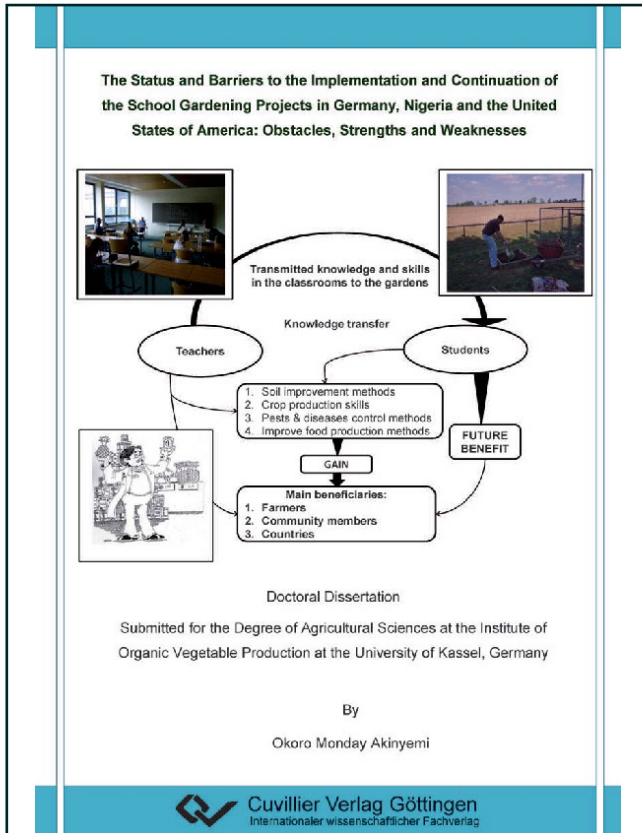 The Status and Barriers to the Implementation and Continuation of
the School Gardening Projects in Germany, Nigeria and the United
States of America: Obstacles, Strengths and Weaknesses
Transmitted knowledge and skills
in the classrooms to the gardens
Knowledge transfer
Teachers
Students
1. Soil improvement methods
2. Crop production skills
3. Pests & diseases control methods
4. Improve food production methods
FUTURE
BENEFIT
GAIN
Main beneficiaries:
1. Farmers
2. Community members
3. Countries
Doctoral Dissertation
Submitted for the Degree of Agricultural Sciences at the Institute of
Organic Vegetable Production at the University of Kassel, Germany
By
Okoro Monday Akinyemi
Cuvillier Verlag Göttingen
Internationaler wissenschaftlicher Fachverlag